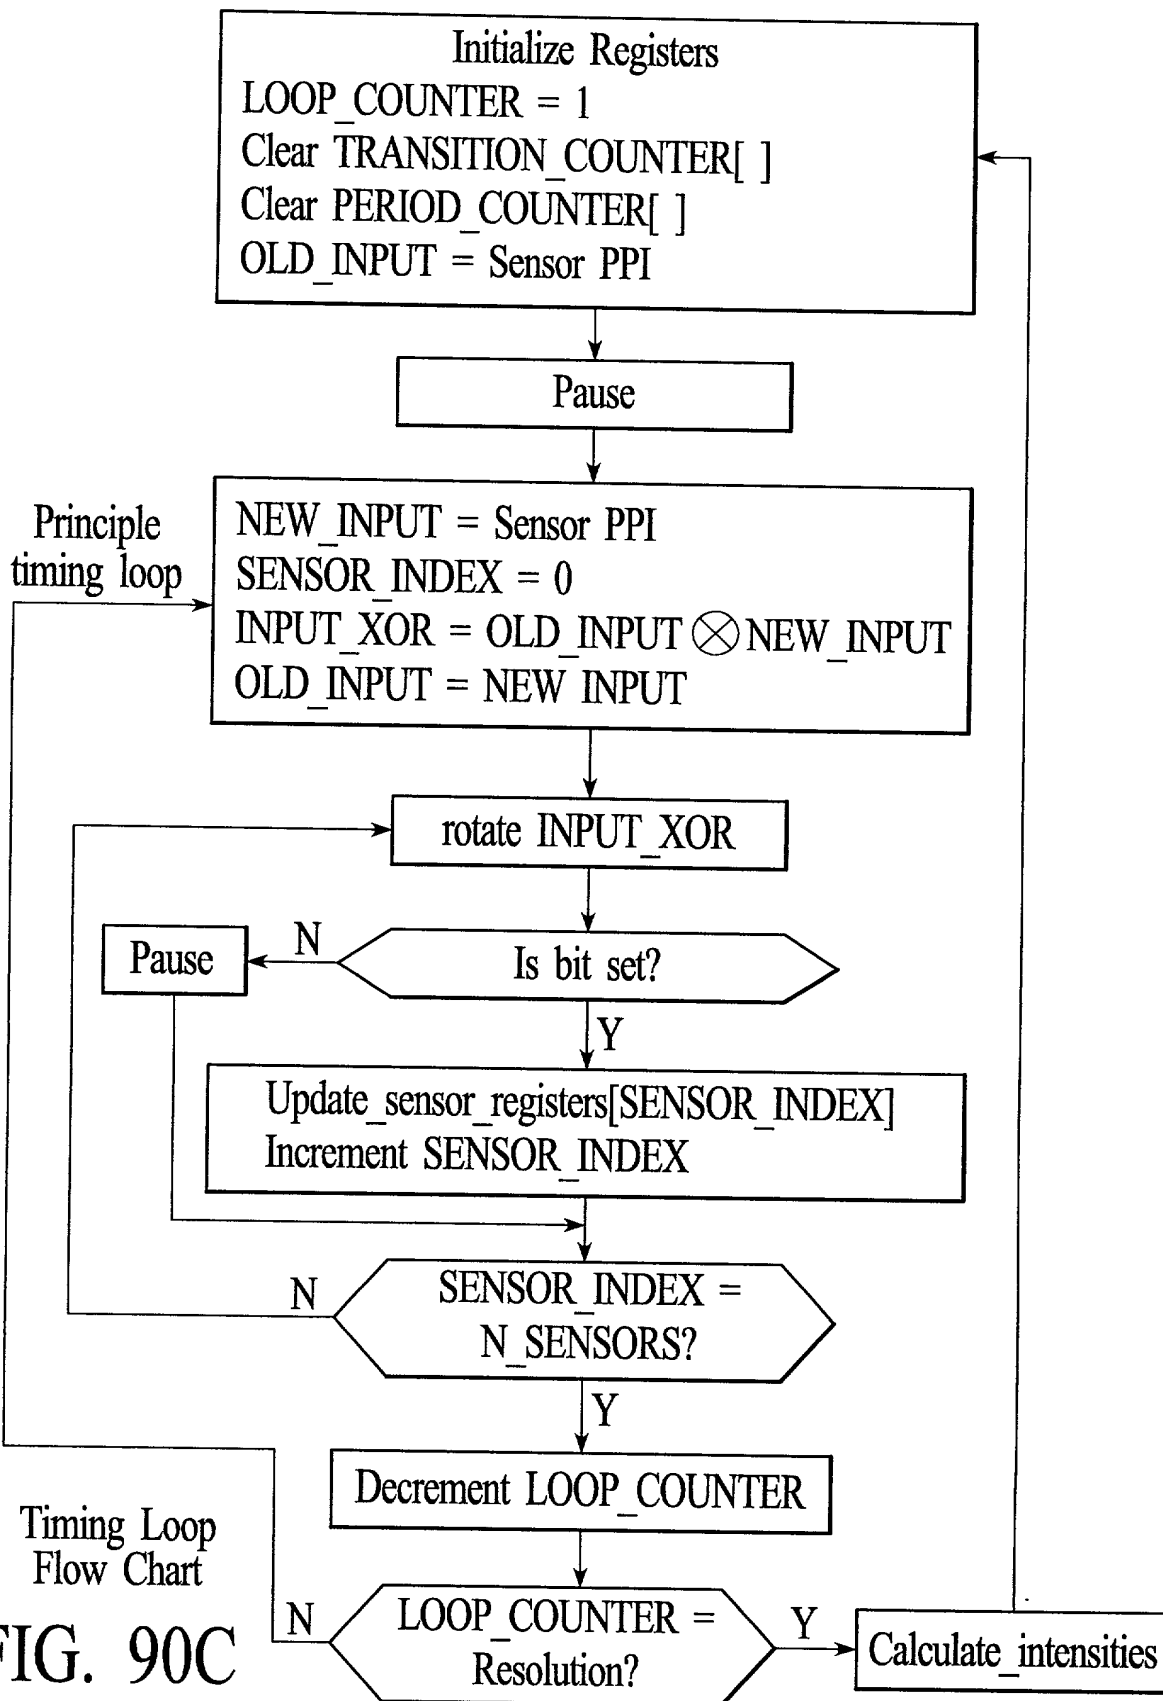 Initialize Registers
LOOP_COUNTER = 1
Clear TRANSITION_COUNTER[ ]
Clear PERIOD_COUNTER[ ]
OLD_INPUT = Sensor PPI
Pause
Principle
timing loop
NEW_INPUT = Sensor PPI
SENSOR_INDEX = 0
INPUT_XOR = OLD_INPUT ⨂ NEW_INPUT
OLD_INPUT = NEW INPUT
rotate INPUT_XOR
Pause
N
Is bit set?
Y
Update_sensor_registers[SENSOR_INDEX]
Increment SENSOR_INDEX
N
SENSOR_INDEX =
N_SENSORS?
Y
Decrement LOOP_COUNTER
Timing Loop
Flow Chart
N
LOOP_COUNTER =
Resolution?
Y
Calculate_intensities
FIG. 90C